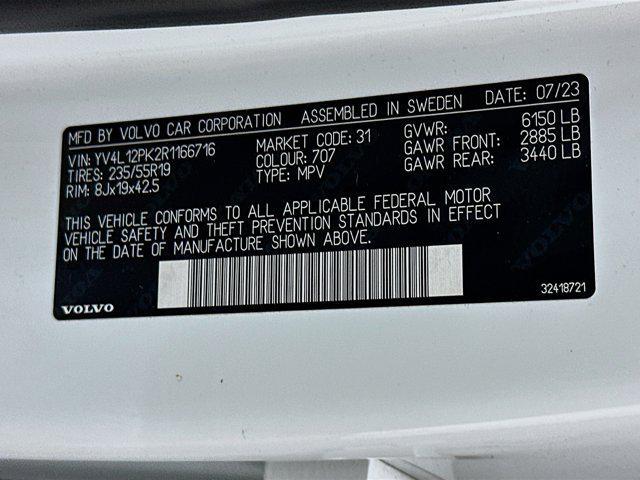 MFD BY VOLVO CAR CORPORATION ASSEMBLED IN SWEDEN DATE: 07/23
VIN: YV4L12PK2R1166716 MARKET CODE: 31 GVWR: 6150 LB
TIRES: 235/55R19 COLOUR: 707 GAWR FRONT: 2885 LB
RIM: 8Jx19x42.5 TYPE: MPV GAWR REAR: 3440 LB
THIS VEHICLE CONFORMS TO ALL APPLICABLE FEDERAL MOTOR
VEHICLE SAFETY AND THEFT PREVENTION STANDARDS IN EFFECT
ON THE DATE OF MANUFACTURE SHOWN ABOVE.
VOLVO 32418721